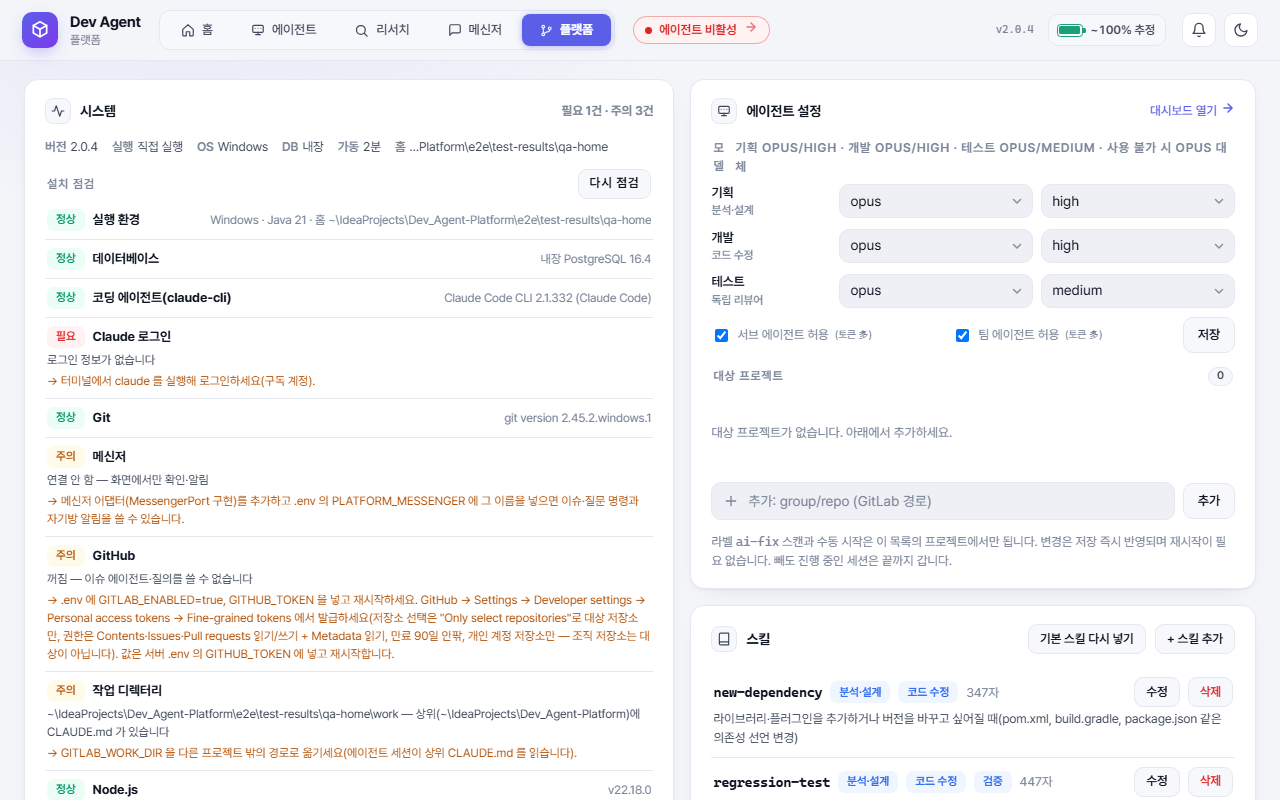 Dev Agent
플랫폼
홈
에이전트
리서치
메신저
플랫폼
에이전트 비활성 →
v2.0.4
~100% 추정
시스템
필요 1건 · 주의 3건
버전 2.0.4 실행 직접 실행 OS Windows DB 내장 가동 2분 홈 ...Platform\e2e\test-results\qa-home
설치 점검
다시 점검
정상 실행 환경 Windows · Java 21 · 홈 ~\IdeaProjects\Dev_Agent-Platform\e2e\test-results\qa-home
정상 데이터베이스 내장 PostgreSQL 16.4
정상 코딩 에이전트(claude-cli) Claude Code CLI 2.1.332 (Claude Code)
필요 Claude 로그인
로그인 정보가 없습니다
→ 터미널에서 claude 를 실행해 로그인하세요(구독 계정).
정상 Git git version 2.45.2.windows.1
주의 메신저
연결 안 함 — 화면에서만 확인·알림
→ 메신저 어댑터(MessengerPort 구현)를 추가하고 .env 의 PLATFORM_MESSENGER 에 그 이름을 넣으면 이슈·질문 명령과
자기방 알림을 쓸 수 있습니다.
주의 GitHub
꺼짐 — 이슈 에이전트·질의를 쓸 수 없습니다
→ .env 에 GITLAB_ENABLED=true, GITHUB_TOKEN 을 넣고 재시작하세요. GitHub → Settings → Developer settings →
Personal access tokens → Fine-grained tokens 에서 발급하세요(저장소 선택은 "Only select repositories"로 대상 저장소
만, 권한은 Contents·Issues·Pull requests 읽기/쓰기 + Metadata 읽기, 만료 90일 안팎, 개인 계정 저장소만 — 조직 저장소는 대
상이 아닙니다). 값은 서버 .env 의 GITHUB_TOKEN 에 넣고 재시작합니다.
주의 작업 디렉터리
~\IdeaProjects\Dev_Agent-Platform\e2e\test-results\qa-home\work — 상위(~\IdeaProjects\Dev_Agent-Platform)에
CLAUDE.md 가 있습니다
→ GITLAB_WORK_DIR 을 다른 프로젝트 밖의 경로로 옮기세요(에이전트 세션이 상위 CLAUDE.md 를 읽습니다).
정상 Node.js v22.18.0
에이전트 설정
대시보드 열기 →
모 기획 OPUS/HIGH · 개발 OPUS/HIGH · 테스트 OPUS/MEDIUM · 사용 불가 시 OPUS 대
델 체
기획
분석·설계
opus
high
개발
코드 수정
opus
high
테스트
독립 리뷰어
opus
medium
서브 에이전트 허용 (토큰 多)
팀 에이전트 허용 (토큰 多)
저장
대상 프로젝트
0
대상 프로젝트가 없습니다. 아래에서 추가하세요.
추가: group/repo (GitLab 경로)
추가
라벨 ai-fix 스캔과 수동 시작은 이 목록의 프로젝트에서만 됩니다. 변경은 저장 즉시 반영되며 재시작이 필
요 없습니다. 빼도 진행 중인 세션은 끝까지 갑니다.
스킬
기본 스킬 다시 넣기
+ 스킬 추가
new-dependency 분석·설계 코드 수정 347자 수정 삭제
라이브러리·플러그인을 추가하거나 버전을 바꾸고 싶어질 때(pom.xml, build.gradle, package.json 같은
의존성 선언 변경)
regression-test 분석·설계 코드 수정 검증 447자 수정 삭제